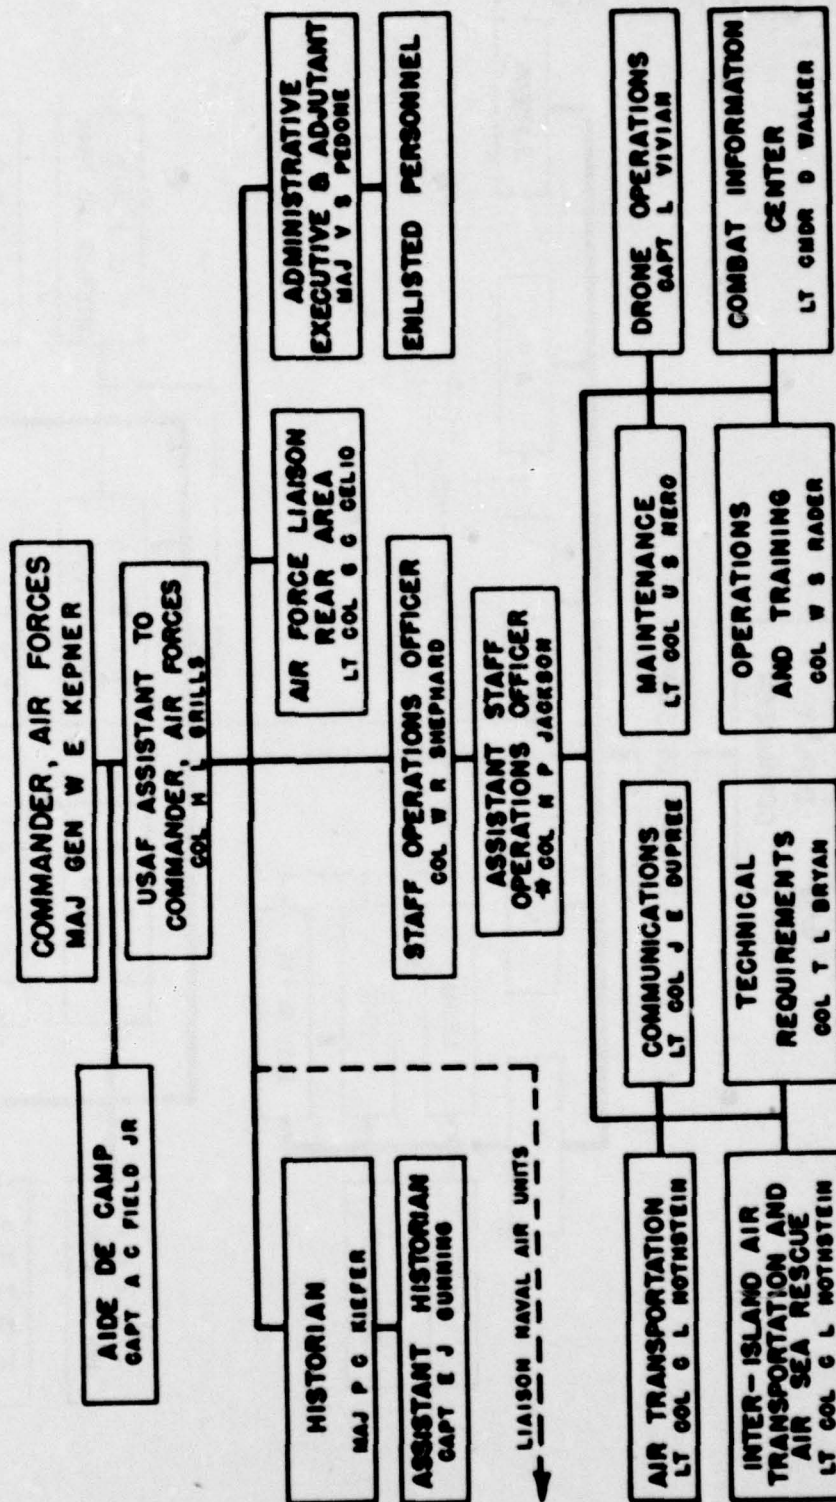 COMMANDER, AIR FORCES
MAJ GEN W E KEPNER
AIDE DE CAMP
CAPT A C FIELD JR
USAF ASSISTANT TO
COMMANDER, AIR FORCES
COL H L GRILLS
HISTORIAN
MAJ P C KIEFER
ASSISTANT HISTORIAN
CAPT E J GUNNING
LIAISON NAVAL AIR UNITS
AIR FORCE LIAISON
REAR AREA
LT COL G C CELIO
ADMINISTRATIVE
EXECUTIVE & ADJUTANT
MAJ V S PEDONE
ENLISTED PERSONNEL
STAFF OPERATIONS OFFICER
COL W R SHEPHARD
ASSISTANT STAFF
OPERATIONS OFFICER
COL N P JACKSON
AIR TRANSPORTATION
LT COL G L HOTHSTEIN
COMMUNICATIONS
LT COL J E DUPREE
MAINTENANCE
LT COL U S NERO
DRONE OPERATIONS
CAPT L VIVIAN
INTER-ISLAND AIR
TRANSPORTATION AND
AIR SEA RESCUE
LT COL G L HOTHSTEIN
TECHNICAL
REQUIREMENTS
COL T L BRYAN
OPERATIONS
AND TRAINING
COL W S RADER
COMBAT INFORMATION
CENTER
LT CMDR D WALKER